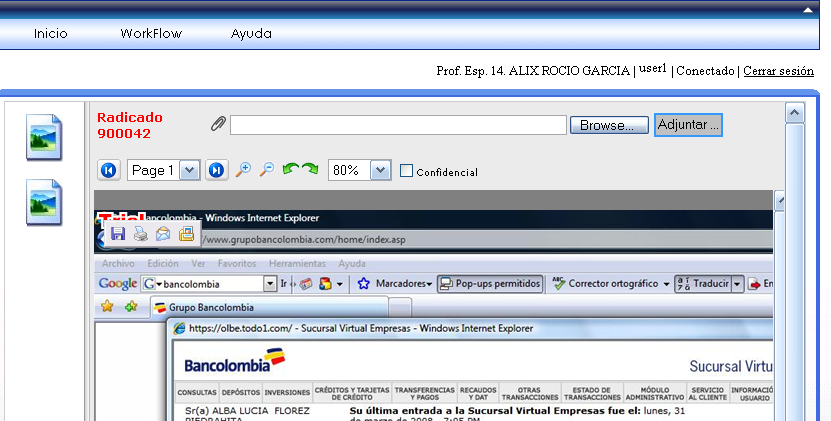 Inicio WorkFlow Ayuda
Prof. Esp. 14. ALIX ROCIO GARCIA | user1 | Conectado | Cerrar sesión
Radicado
900042
Browse... Adjuntar ...
Page 1 80% Confidencial
Trial
Bancolombia - Windows Internet Explorer
/www.grupobancolombia.com/home/index.asp
Archivo Edición Ver Favoritos Herramientas Ayuda
Google G bancolombia Ir Marcadores Pop-ups permitidos Corrector ortográfico Traducir En
Grupo Bancolombia
https://olbe.todo1.com/ - Sucursal Virtual Empresas - Windows Internet Explorer
Bancolombia Sucursal Virtu
CONSULTAS DEPÓSITOS INVERSIONES CRÉDITOS Y TARJETAS DE CRÉDITO TRANSFERENCIAS Y PAGOS RECAUDOS Y DAT OTRAS TRANSACCIONES ESTADO DE TRANSACCIONES MÓDULO ADMINISTRATIVO SERVICIO AL CLIENTE INFORMACIÓ USUARIO
Sr(a) ALBA LUCIA FLOREZ Su última entrada a la Sucursal Virtual Empresas fue el: lunes, 31
PIEDRAHITA de marzo de 2008 - 7:05 PM